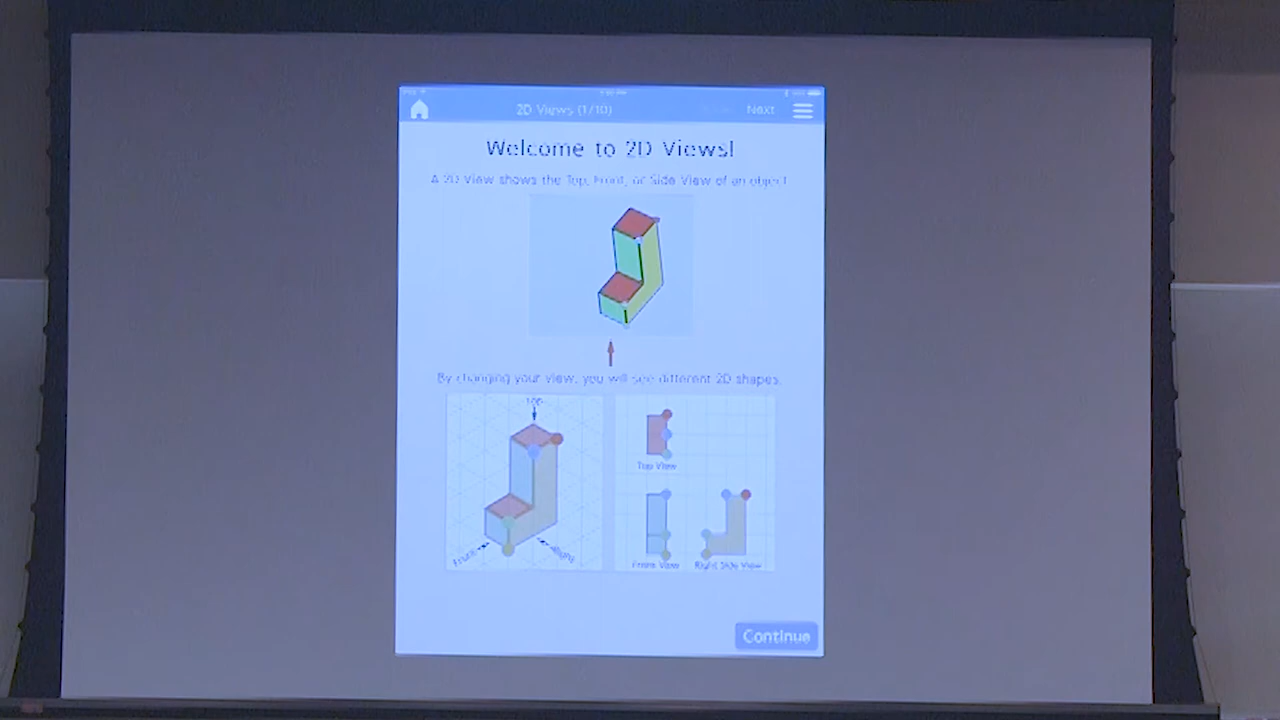 2D Views (1/10)
Next
Welcome to 2D Views!
A 2D View shows the Top, Front, or Side View of an object
By changing your view, you will see different 2D shapes.
Top
Front
Right
Top View
Front View
Right Side View
Continue